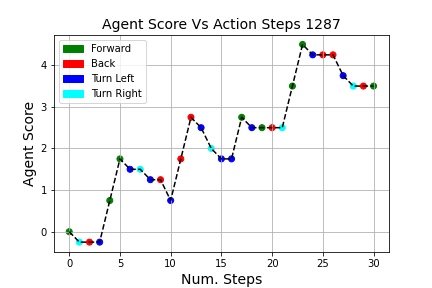 Agent Score Vs Action Steps 1287
Forward
Back
Turn Left
Turn Right
4
3
2
1
0
Agent Score
0 5 10 15 20 25 30
Num. Steps